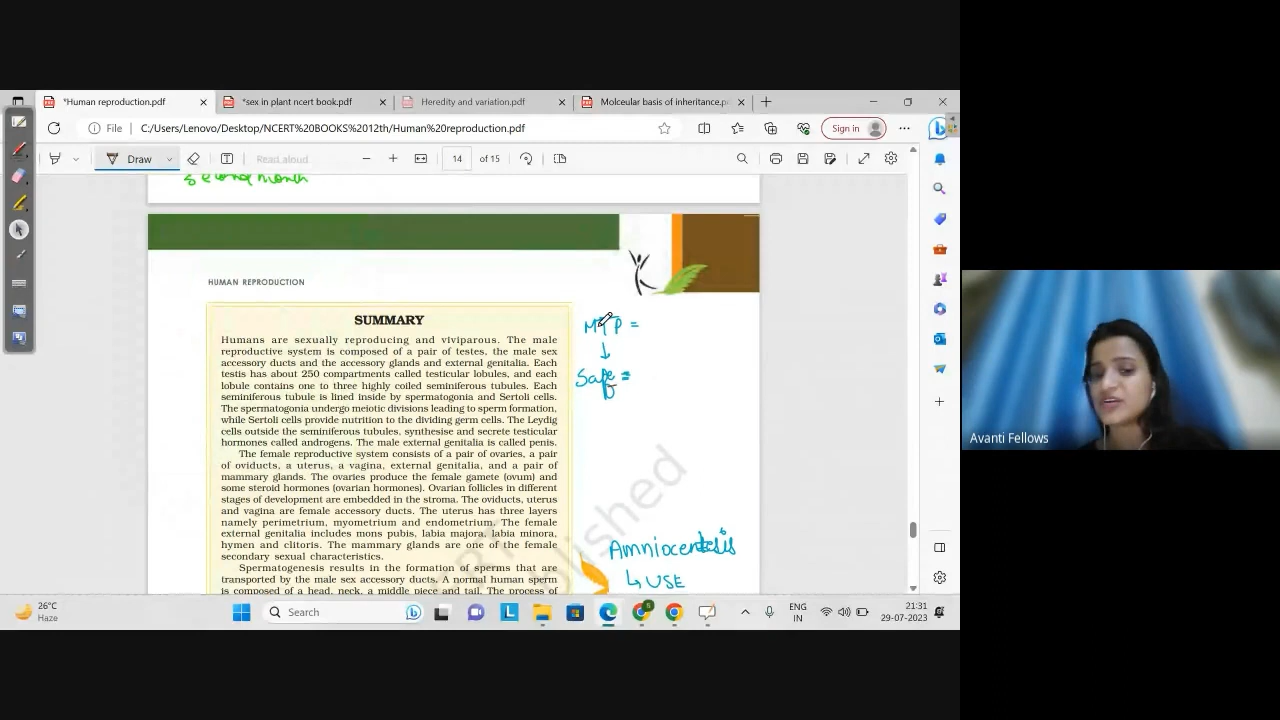 *Human reproduction.pdf
*sex in plant ncert book.pdf
Heredity and variation.pdf
Molceular basis of inheritance.p
File
C:/Users/Lenovo/Desktop/NCERT%20BOOKS%2012th/Human%20reproduction.pdf
Sign in
Draw
Read aloud
14
of 15
second month
HUMAN REPRODUCTION
SUMMARY
Humans are sexually reproducing and viviparous. The male
reproductive system is composed of a pair of testes, the male sex
accessory ducts and the accessory glands and external genitalia. Each
testis has about 250 compartments called testicular lobules, and each
lobule contains one to three highly coiled seminiferous tubules. Each
seminiferous tubule is lined inside by spermatogonia and Sertoli cells.
The spermatogonia undergo meiotic divisions leading to sperm formation,
while Sertoli cells provide nutrition to the dividing germ cells. The Leydig
cells outside the seminiferous tubules, synthesise and secrete testicular
hormones called androgens. The male external genitalia is called penis.
The female reproductive system consists of a pair of ovaries, a pair
of oviducts, a uterus, a vagina, external genitalia, and a pair of
mammary glands. The ovaries produce the female gamete (ovum) and
some steroid hormones (ovarian hormones). Ovarian follicles in different
stages of development are embedded in the stroma. The oviducts, uterus
and vagina are female accessory ducts. The uterus has three layers
namely perimetrium, myometrium and endometrium. The female
external genitalia includes mons pubis, labia majora, labia minora,
hymen and clitoris. The mammary glands are one of the female
secondary sexual characteristics.
Spermatogenesis results in the formation of sperms that are
transported by the male sex accessory ducts. A normal human sperm
is composed of a head, neck, a middle piece and tail. The process of
MTP =
↓
Safe =
Amniocentesis
↳ USE
Avanti Fellows
26°C
Haze
Search
ENG
IN
21:31
29-07-2023